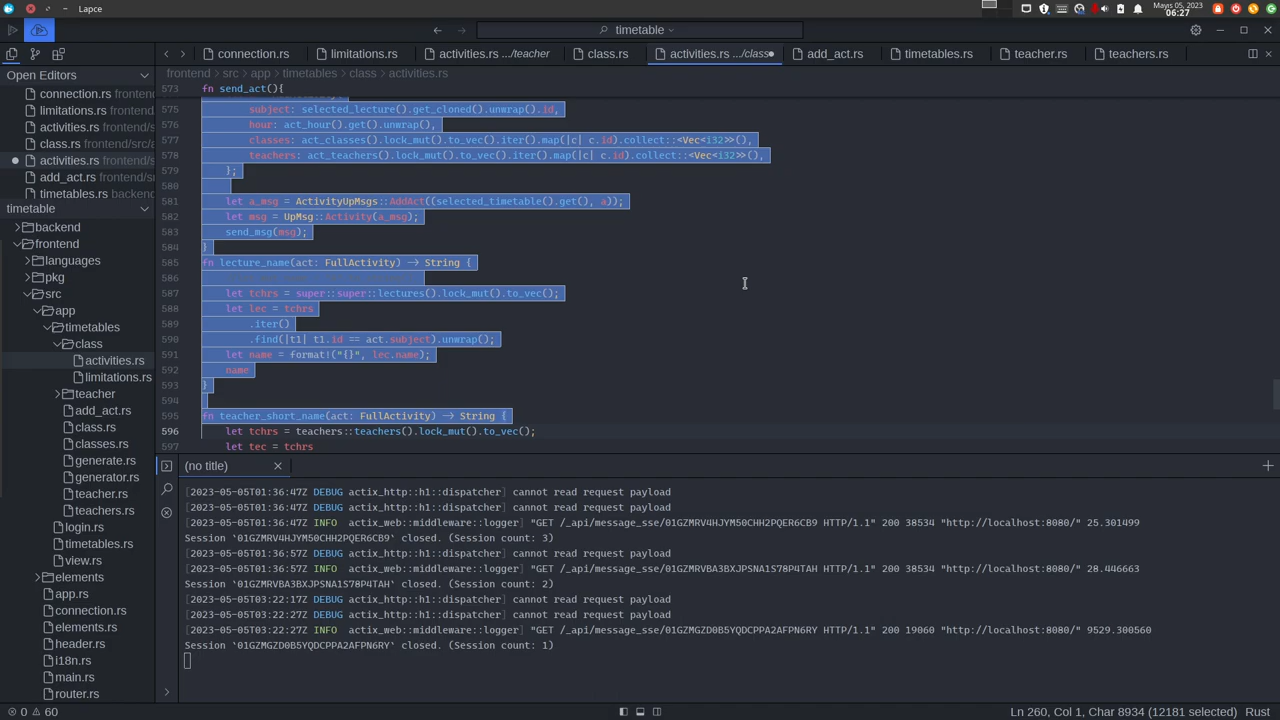 Lapce
Mayıs 05, 2023
06:27
timetable
connection.rs
limitations.rs
activities.rs .../teacher
class.rs
activities.rs .../class
add_act.rs
timetables.rs
teacher.rs
teachers.rs
Open Editors
connection.rs frontend/s
limitations.rs frontend/
activities.rs frontend/s
class.rs frontend/src/a
activities.rs frontend/s
add_act.rs frontend/s
timetables.rs backend
timetable
backend
frontend
languages
pkg
src
app
timetables
class
activities.rs
limitations.rs
teacher
add_act.rs
class.rs
classes.rs
generate.rs
generator.rs
teacher.rs
teachers.rs
login.rs
timetables.rs
view.rs
elements
app.rs
connection.rs
elements.rs
header.rs
i18n.rs
main.rs
router.rs
frontend > src > app > timetables > class > activities.rs
573 fn send_act(){
575 subject: selected_lecture().get_cloned().unwrap().id,
576 hour: act_hour().get().unwrap(),
577 classes: act_classes().lock_mut().to_vec().iter().map(|c| c.id).collect::<Vec<i32>>(),
578 teachers: act_teachers().lock_mut().to_vec().iter().map(|c| c.id).collect::<Vec<i32>>(),
579 };
580
581 let a_msg = ActivityUpMsgs::AddAct((selected_timetable().get(), a));
582 let msg = UpMsg::Activity(a_msg);
583 send_msg(msg);
584 }
585 fn lecture_name(act: FullActivity) -> String {
586
587 let tchrs = super::super::lectures().lock_mut().to_vec();
588 let lec = tchrs
589 .iter()
590 .find(|t1| t1.id == act.subject).unwrap();
591 let name = format!("{}", lec.name);
592 name
593 }
594
595 fn teacher_short_name(act: FullActivity) -> String {
596 let tchrs = teachers::teachers().lock_mut().to_vec();
597 let tec = tchrs
(no title)
[2023-05-05T01:36:47Z DEBUG actix_http::h1::dispatcher] cannot read request payload
[2023-05-05T01:36:47Z DEBUG actix_http::h1::dispatcher] cannot read request payload
[2023-05-05T01:36:47Z INFO  actix_web::middleware::logger] "GET /_api/message_sse/01GZMRV4HJYM50CHH2PQER6CB9 HTTP/1.1" 200 38534 "http://localhost:8080/" 25.301499
Session `01GZMRV4HJYM50CHH2PQER6CB9` closed. (Session count: 3)
[2023-05-05T01:36:57Z DEBUG actix_http::h1::dispatcher] cannot read request payload
[2023-05-05T01:36:57Z INFO  actix_web::middleware::logger] "GET /_api/message_sse/01GZMRVBA3BXJPSNA1S78P4TAH HTTP/1.1" 200 38534 "http://localhost:8080/" 28.446663
Session `01GZMRVBA3BXJPSNA1S78P4TAH` closed. (Session count: 2)
[2023-05-05T03:22:17Z DEBUG actix_http::h1::dispatcher] cannot read request payload
[2023-05-05T03:22:27Z DEBUG actix_http::h1::dispatcher] cannot read request payload
[2023-05-05T03:22:27Z INFO  actix_web::middleware::logger] "GET /_api/message_sse/01GZMGZD0B5YQDCPPA2AFPN6RY HTTP/1.1" 200 19060 "http://localhost:8080/" 9529.300560
Session `01GZMGZD0B5YQDCPPA2AFPN6RY` closed. (Session count: 1)
0 60
Ln 260, Col 1, Char 8934 (12181 selected)
Rust